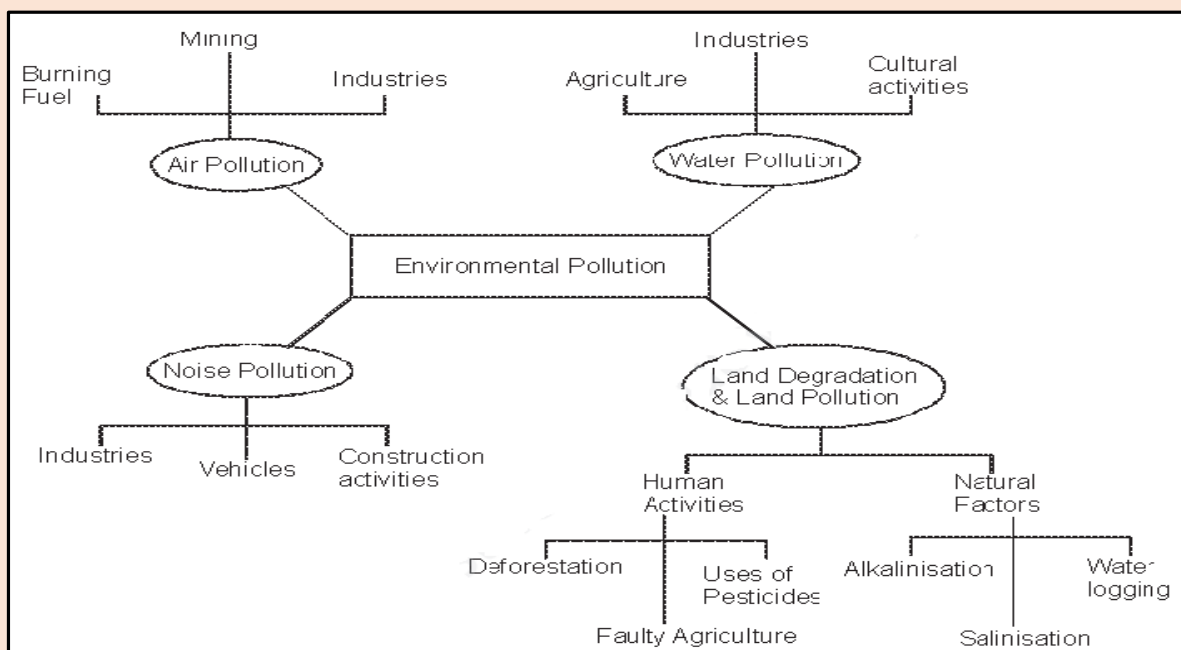 Mining
Industries
Burning
Fuel
Industries
Agriculture
Cultural
activities
Air Pollution
Water Pollution
Environmental Pollution
Noise Pollution
Land Degradation
& Land Pollution
Industries
Vehicles
Construction
activities
Human
Activities
Natural
Factors
Deforestation
Uses of
Pesticides
Alkalinisation
Water
logging
Faulty Agriculture
Salinisation